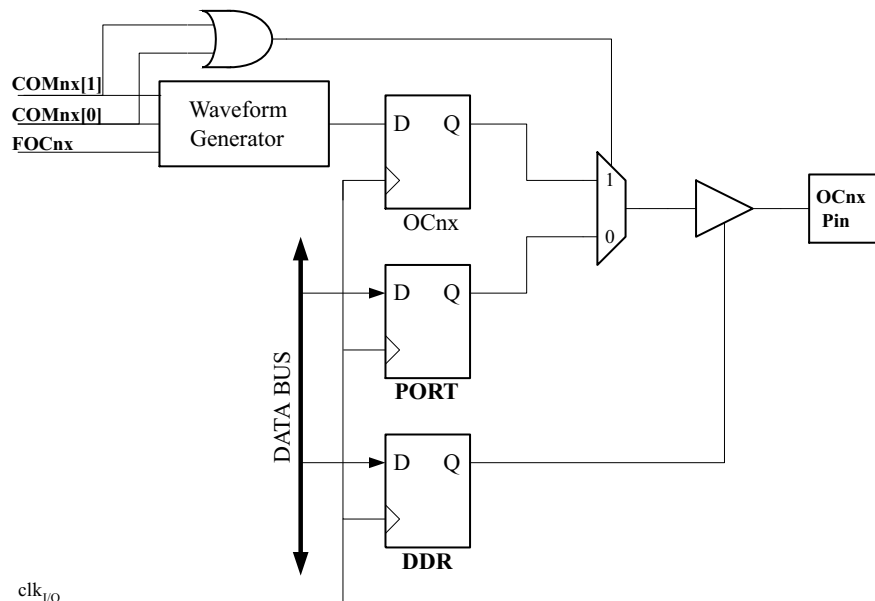 COMnx[1]
COMnx[0]
FOCnx
Waveform
Generator
D Q
OCnx
1
0
OCnx
Pin
D Q
PORT
DATA BUS
D Q
DDR
clkI/O